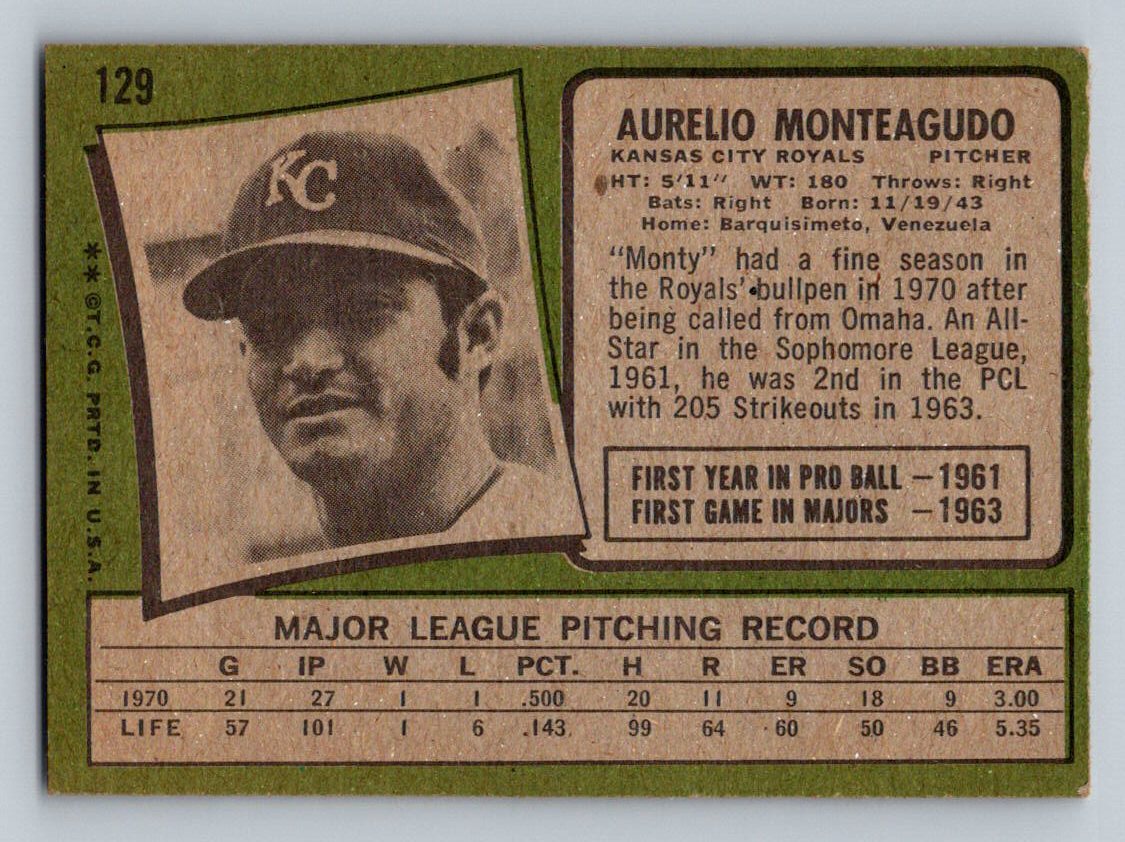 129
KC
AURELIO MONTEAGUDO
KANSAS CITY ROYALS PITCHER
HT: 5'11" WT: 180 Throws: Right
Bats: Right Born: 11/19/43
Home: Barquisimeto, Venezuela
"Monty" had a fine season in
the Royals' bullpen in 1970 after
being called from Omaha. An All-
Star in the Sophomore League,
1961, he was 2nd in the PCL
with 205 Strikeouts in 1963.
FIRST YEAR IN PRO BALL — 1961
FIRST GAME IN MAJORS — 1963
** ©T.C.G. PRTD. IN U.S.A.
MAJOR LEAGUE PITCHING RECORD
G IP W L PCT. H R ER SO BB ERA
1970 21 27 1 1 .500 20 11 9 18 9 3.00
LIFE 57 101 1 6 .143 99 64 60 50 46 5.35